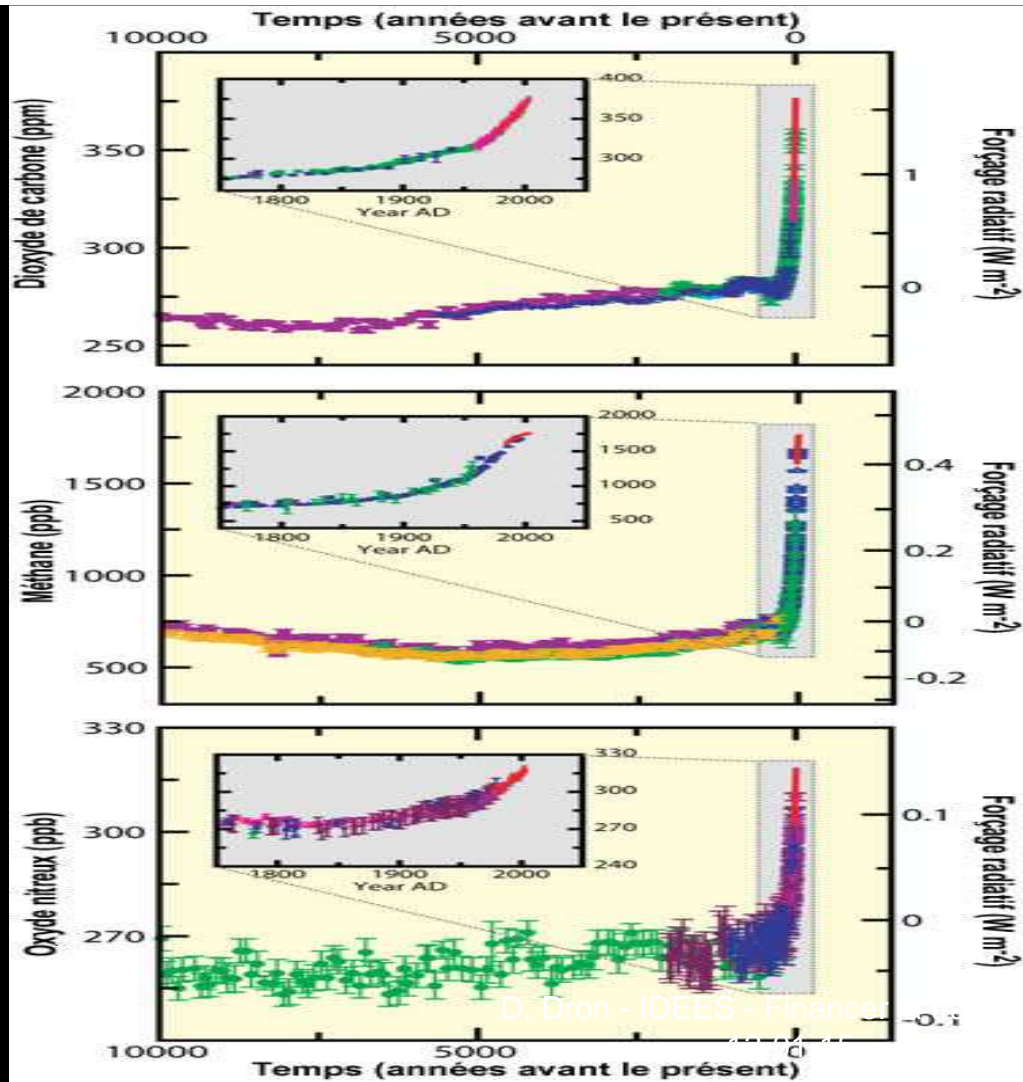 Temps (années avant le présent)
10000 5000 0
Dioxyde de carbone (ppm)
350
300
250
400
350
300
1800 1900 2000
Year AD
1
0
Forçage radiatif (W m-2)
Méthane (ppb)
2000
1500
1000
500
2000
1500
1000
500
1800 1900 2000
Year AD
0.4
0.2
0
-0.2
Forçage radiatif (W m-2)
Oxyde nitreux (ppb)
330
300
270
330
300
270
240
1800 1900 2000
Year AD
0.1
0
Forçage radiatif (W m-2)
D. Dron - IDEES - Financer
10000 5000 0
Temps (années avant le présent)